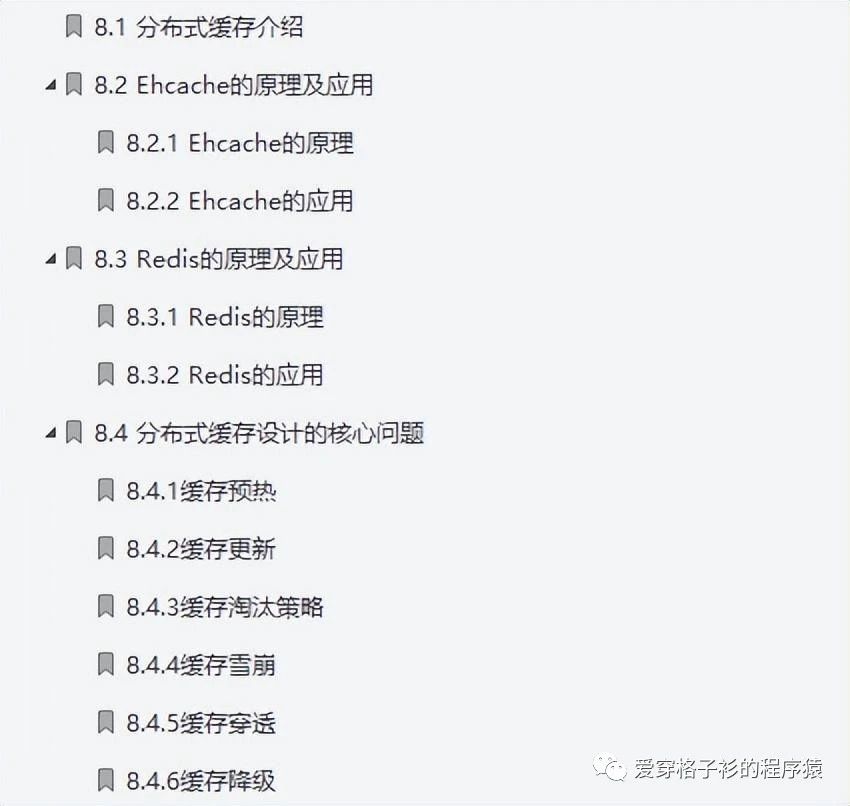 8.1 分布式缓存介绍
8.2 Ehcache的原理及应用
8.2.1 Ehcache的原理
8.2.2 Ehcache的应用
8.3 Redis的原理及应用
8.3.1 Redis的原理
8.3.2 Redis的应用
8.4 分布式缓存设计的核心问题
8.4.1缓存预热
8.4.2缓存更新
8.4.3缓存淘汰策略
8.4.4缓存雪崩
8.4.5缓存穿透
8.4.6缓存降级
爱穿格子衫的程序猿